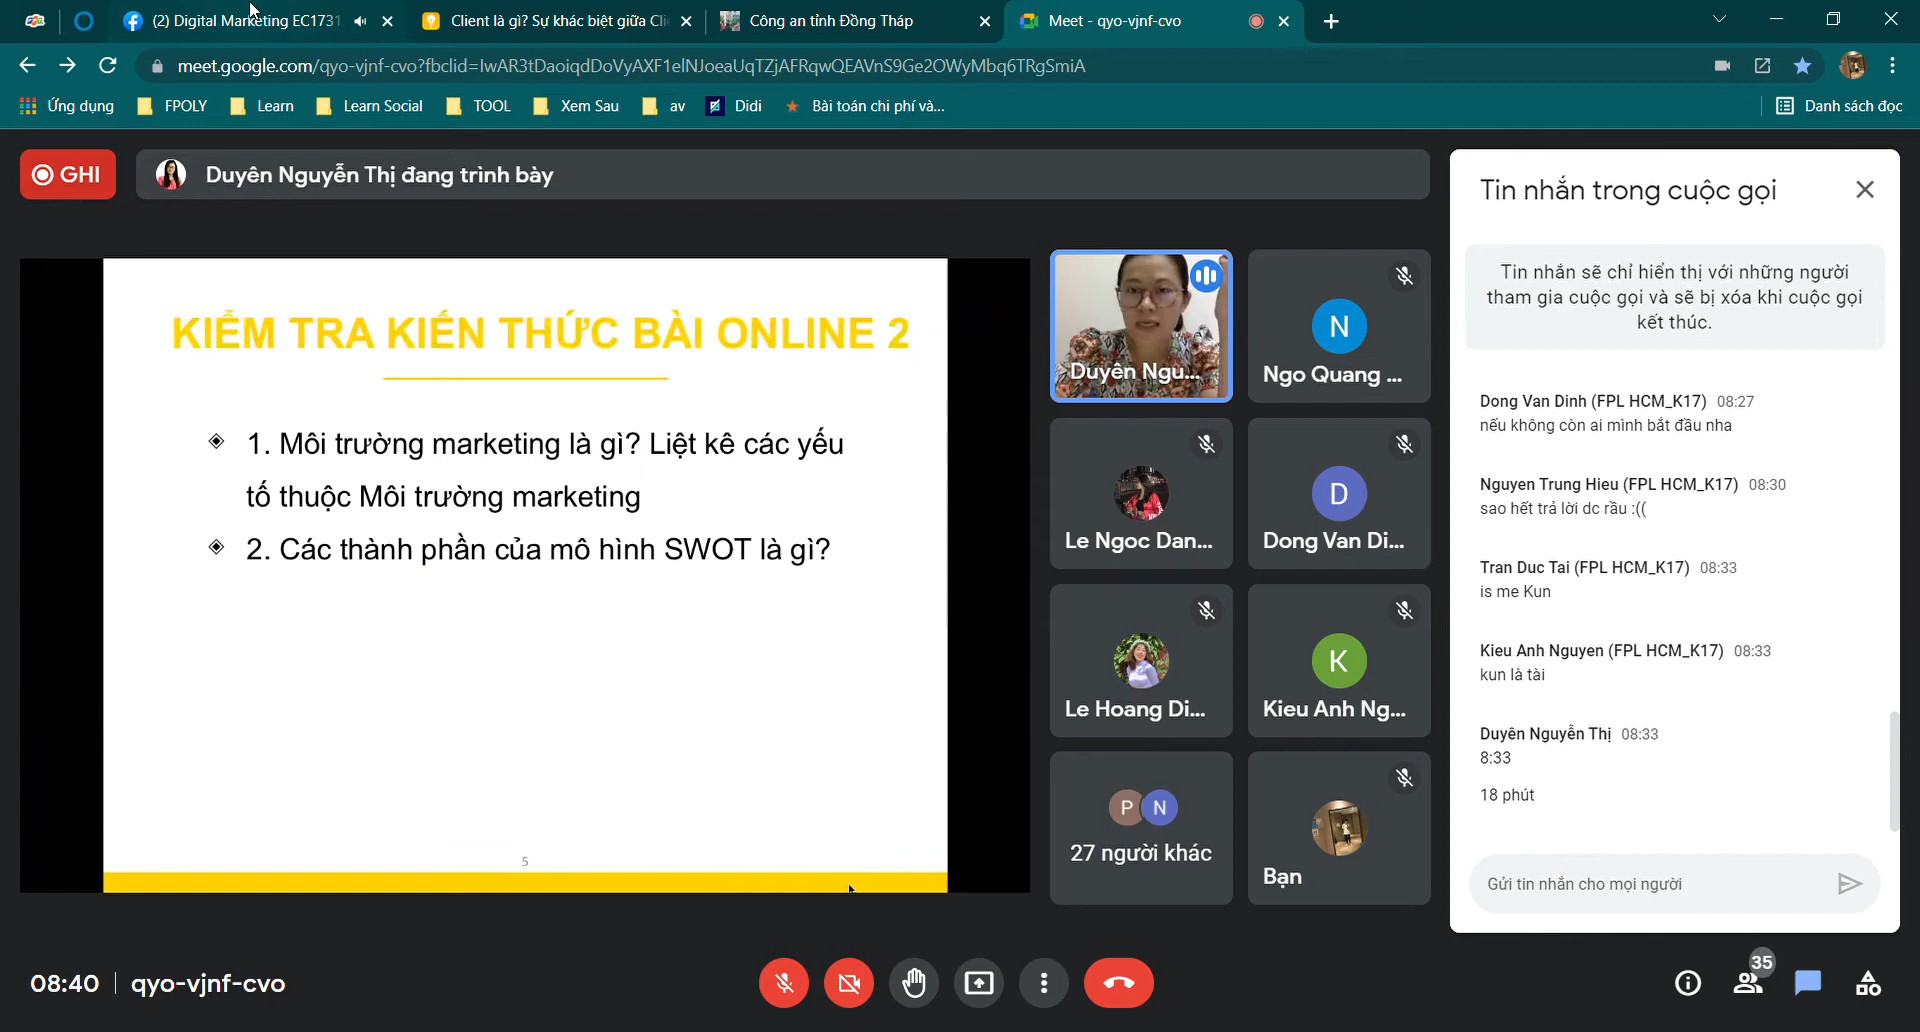 (2) Digital Marketing EC1731
Client là gì? Sự khác biệt giữa Cli
Công an tỉnh Đồng Tháp
Meet - qyo-vjnf-cvo
meet.google.com/qyo-vjnf-cvo?fbclid=IwAR3tDaoiqdDoVyAXF1elNJoeaUqTZjAFRqwQEAVnS9Ge2OWyMbq6TRgSmiA
Ứng dụng
FPOLY
Learn
Learn Social
TOOL
Xem Sau
av
Didi
Bài toán chi phí và...
Danh sách đọc
GHI
Duyên Nguyễn Thị đang trình bày
KIỂM TRA KIẾN THỨC BÀI ONLINE 2
1. Môi trường marketing là gì? Liệt kê các yếu
tố thuộc Môi trường marketing
2. Các thành phần của mô hình SWOT là gì?
5
Duyên Ngu...
Ngo Quang ...
Le Ngoc Dan...
Dong Van Di...
Le Hoang Di...
Kieu Anh Ng...
27 người khác
Bạn
N
D
K
P
N
Tin nhắn trong cuộc gọi
Tin nhắn sẽ chỉ hiển thị với những người
tham gia cuộc gọi và sẽ bị xóa khi cuộc gọi
kết thúc.
Dong Van Dinh (FPL HCM_K17) 08:27
nếu không còn ai mình bắt đầu nha
Nguyen Trung Hieu (FPL HCM_K17) 08:30
sao hết trả lời dc rầu :((
Tran Duc Tai (FPL HCM_K17) 08:33
is me Kun
Kieu Anh Nguyen (FPL HCM_K17) 08:33
kun là tài
Duyên Nguyễn Thị 08:33
8:33
18 phút
Gửi tin nhắn cho mọi người
08:40
qyo-vjnf-cvo
35